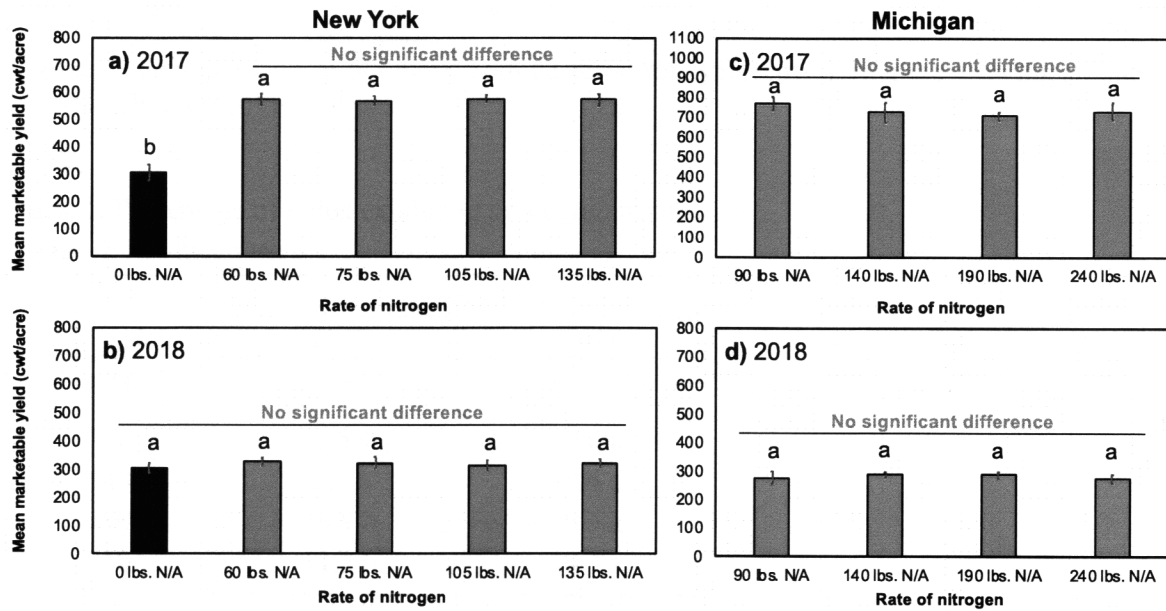 New York
Michigan
Mean marketable yield (cwt/acre)
800
700
600
500
400
300
200
100
0
a) 2017
No significant difference
b
a
a
a
a
0 lbs. N/A
60 lbs. N/A
75 lbs. N/A
105 lbs. N/A
135 lbs. N/A
Rate of nitrogen
1100
1000
900
800
700
600
500
400
300
200
100
0
c) 2017
No significant difference
a
a
a
a
90 lbs. N/A
140 lbs. N/A
190 lbs. N/A
240 lbs. N/A
Rate of nitrogen
Mean marketable yield (cwt/acre)
800
700
600
500
400
300
200
100
0
b) 2018
No significant difference
a
a
a
a
a
0 lbs. N/A
60 lbs. N/A
75 lbs. N/A
105 lbs. N/A
135 lbs. N/A
Rate of nitrogen
800
700
600
500
400
300
200
100
0
d) 2018
No significant difference
a
a
a
a
90 lbs. N/A
140 lbs. N/A
190 lbs. N/A
240 lbs. N/A
Rate of nitrogen